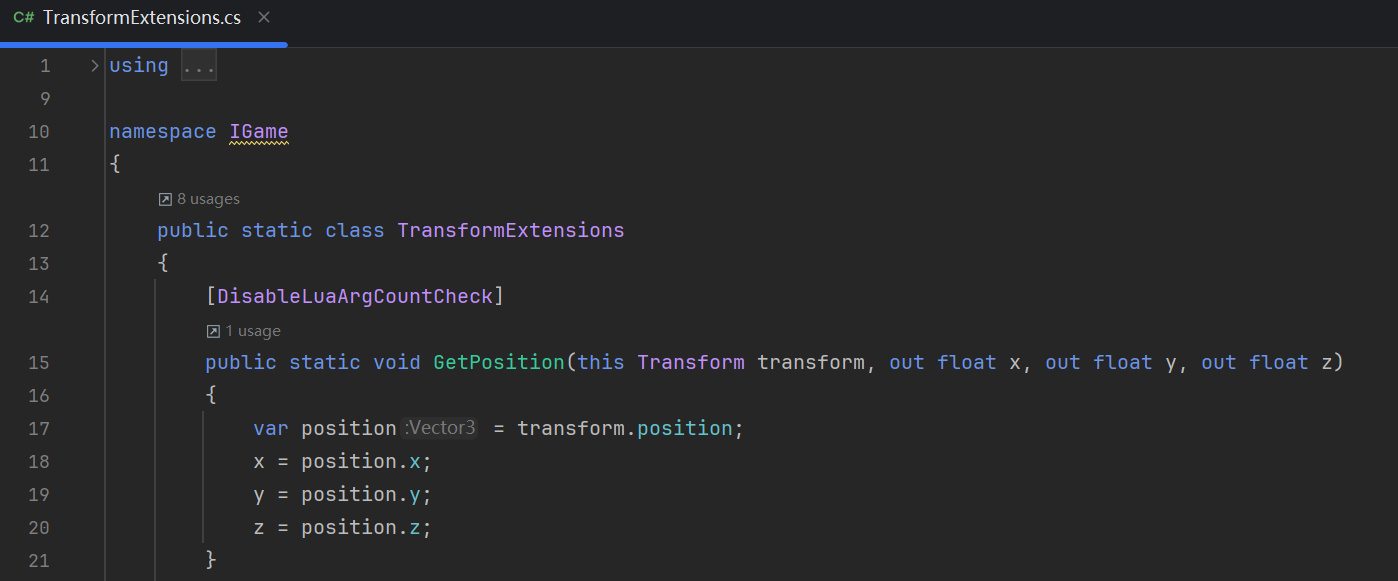 C# TransformExtensions.cs ×
1 > using ...
9
10 namespace IGame
11 {
8 usages
12 public static class TransformExtensions
13 {
14 [DisableLuaArgCountCheck]
1 usage
15 public static void GetPosition(this Transform transform, out float x, out float y, out float z)
16 {
17 var position :Vector3 = transform.position;
18 x = position.x;
19 y = position.y;
20 z = position.z;
21 }